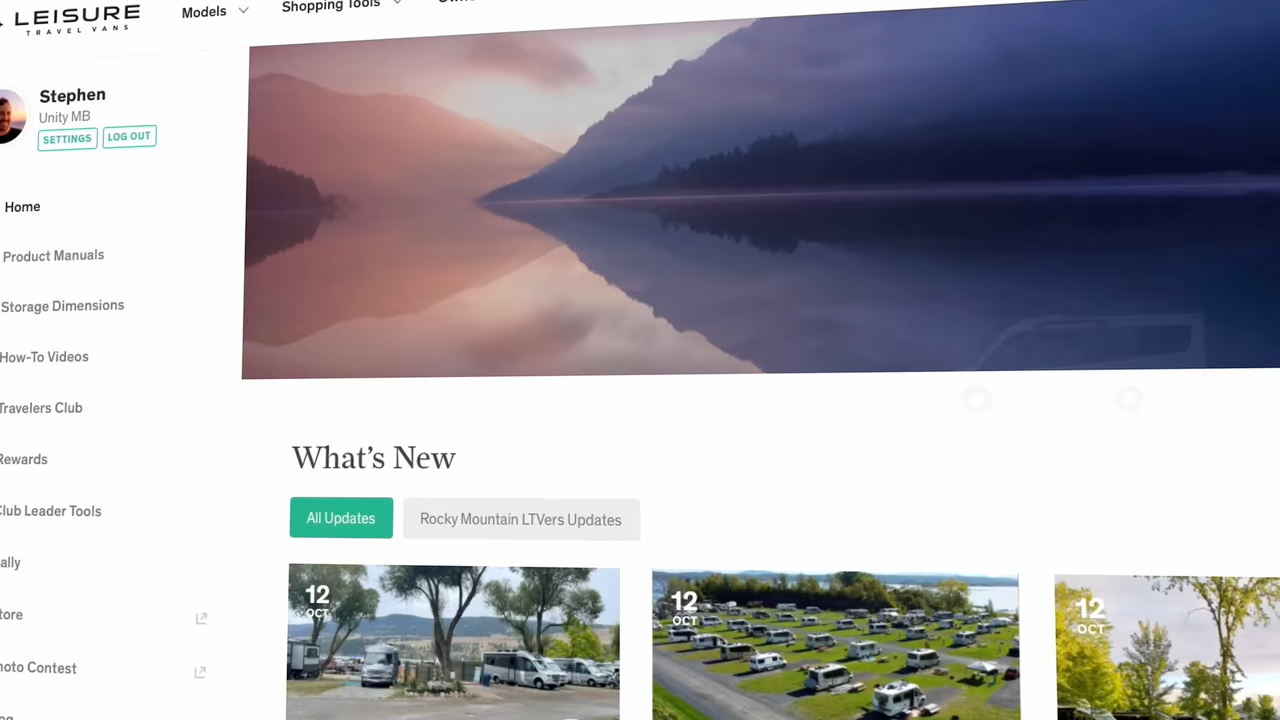 LEISURE
TRAVEL VANS
Models
Shopping Tools
Stephen
Unity MB
SETTINGS
LOG OUT
Home
Product Manuals
Storage Dimensions
How-To Videos
Travelers Club
Rewards
Club Leader Tools
ally
tore
hoto Contest
What's New
All Updates
Rocky Mountain LTVers Updates
12
OCT
12
OCT
12
OCT